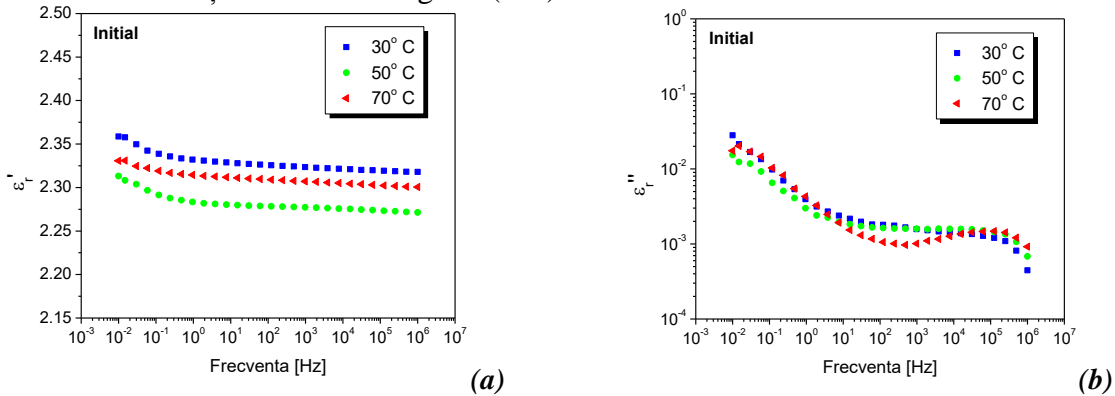 Initial
30° C
50° C
70° C
2.50
2.45
2.40
2.35
2.30
2.25
2.20
2.15
εr'
10-3 10-2 10-1 100 101 102 103 104 105 106 107
Frecventa [Hz]
(a)
Initial
30° C
50° C
70° C
100
10-1
10-2
10-3
10-4
εr''
10-3 10-2 10-1 100 101 102 103 104 105 106 107
Frecventa [Hz]
(b)